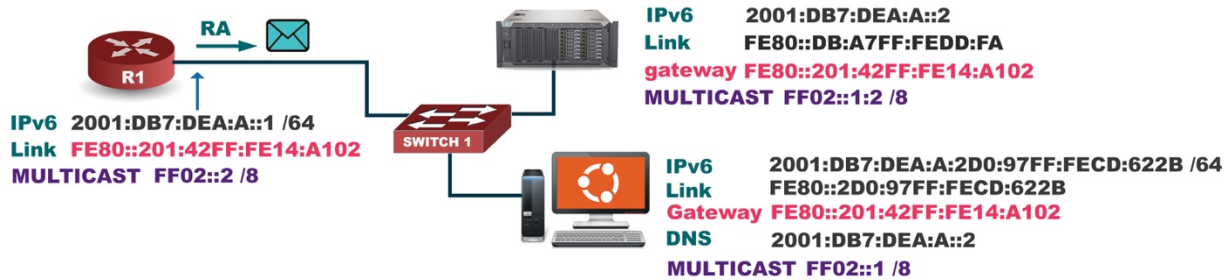 RA
R1
IPv6 2001:DB7:DEA:A::1 /64
Link FE80::201:42FF:FE14:A102
MULTICAST FF02::2 /8
SWITCH 1
IPv6 2001:DB7:DEA:A::2
Link FE80::DB:A7FF:FEDD:FA
gateway FE80::201:42FF:FE14:A102
MULTICAST FF02::1:2 /8
IPv6 2001:DB7:DEA:A:2D0:97FF:FECD:622B /64
Link FE80::2D0:97FF:FECD:622B
Gateway FE80::201:42FF:FE14:A102
DNS 2001:DB7:DEA:A::2
MULTICAST FF02::1 /8